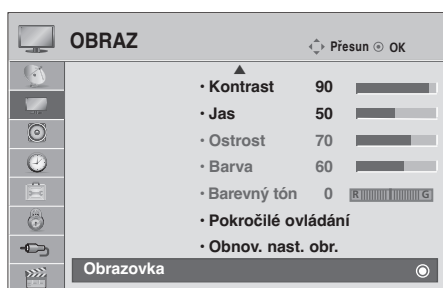 OBRAZ Přesun OK
• Kontrast 90
• Jas 50
• Ostrost 70
• Barva 60
• Barevný tón 0 R G
• Pokročilé ovládání
• Obnov. nast. obr.
Obrazovka